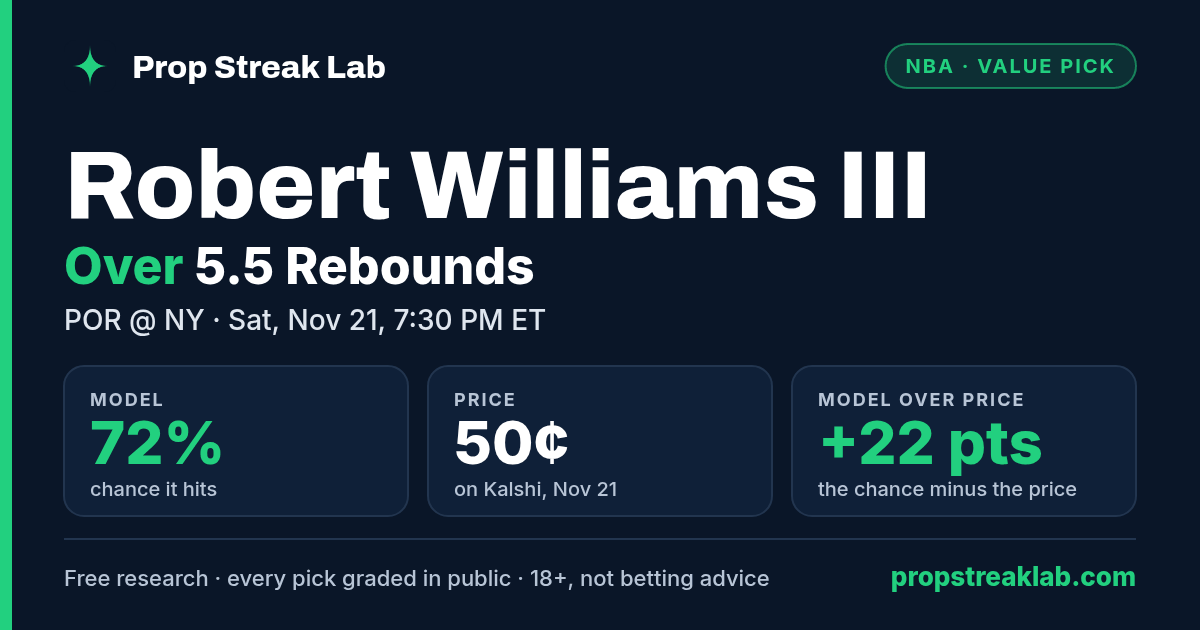 Prop Streak Lab
NBA · VALUE PICK
Robert Williams III
Over 5.5 Rebounds
POR @ NY · Sat, Nov 21, 7:30 PM ET
MODEL
72%
chance it hits
PRICE
50¢
on Kalshi, Nov 21
MODEL OVER PRICE
+22 pts
the chance minus the price
Free research · every pick graded in public · 18+, not betting advice
propstreaklab.com